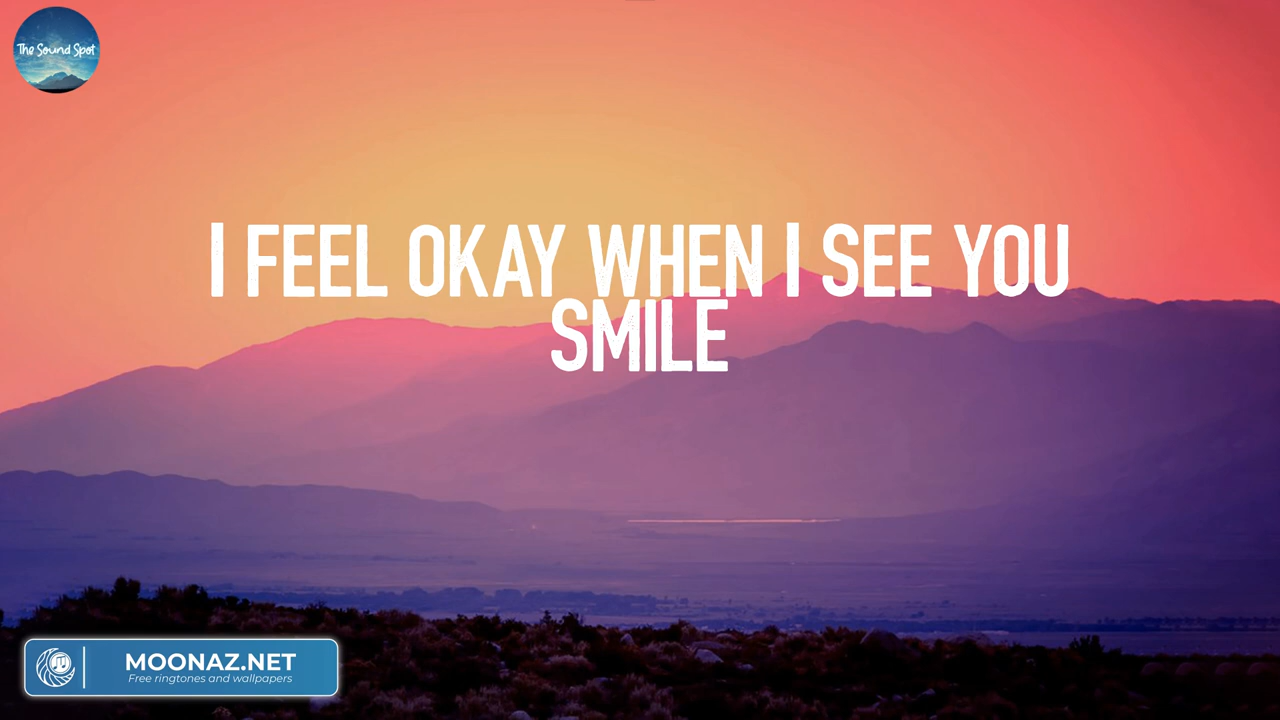 The Sound Spot
I FEEL OKAY WHEN I SEE YOU
SMILE
MOONAZ.NET
Free ringtones and wallpapers